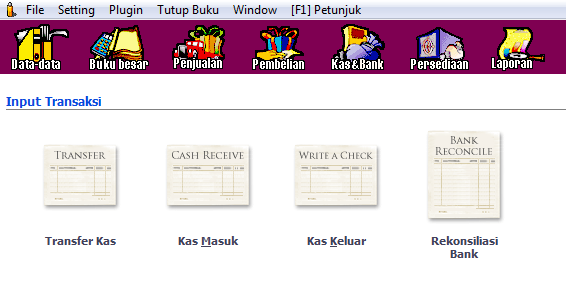 File Setting Plugin Tutup Buku Window [F1] Petunjuk
Data-data Buku besar Penjualan Pembelian Kas&Bank Persediaan Laporan
Input Transaksi
TRANSFER CASH RECEIVE WRITE A CHECK BANK
RECONCILE
Transfer Kas Kas Masuk Kas Keluar Rekonsiliasi
Bank